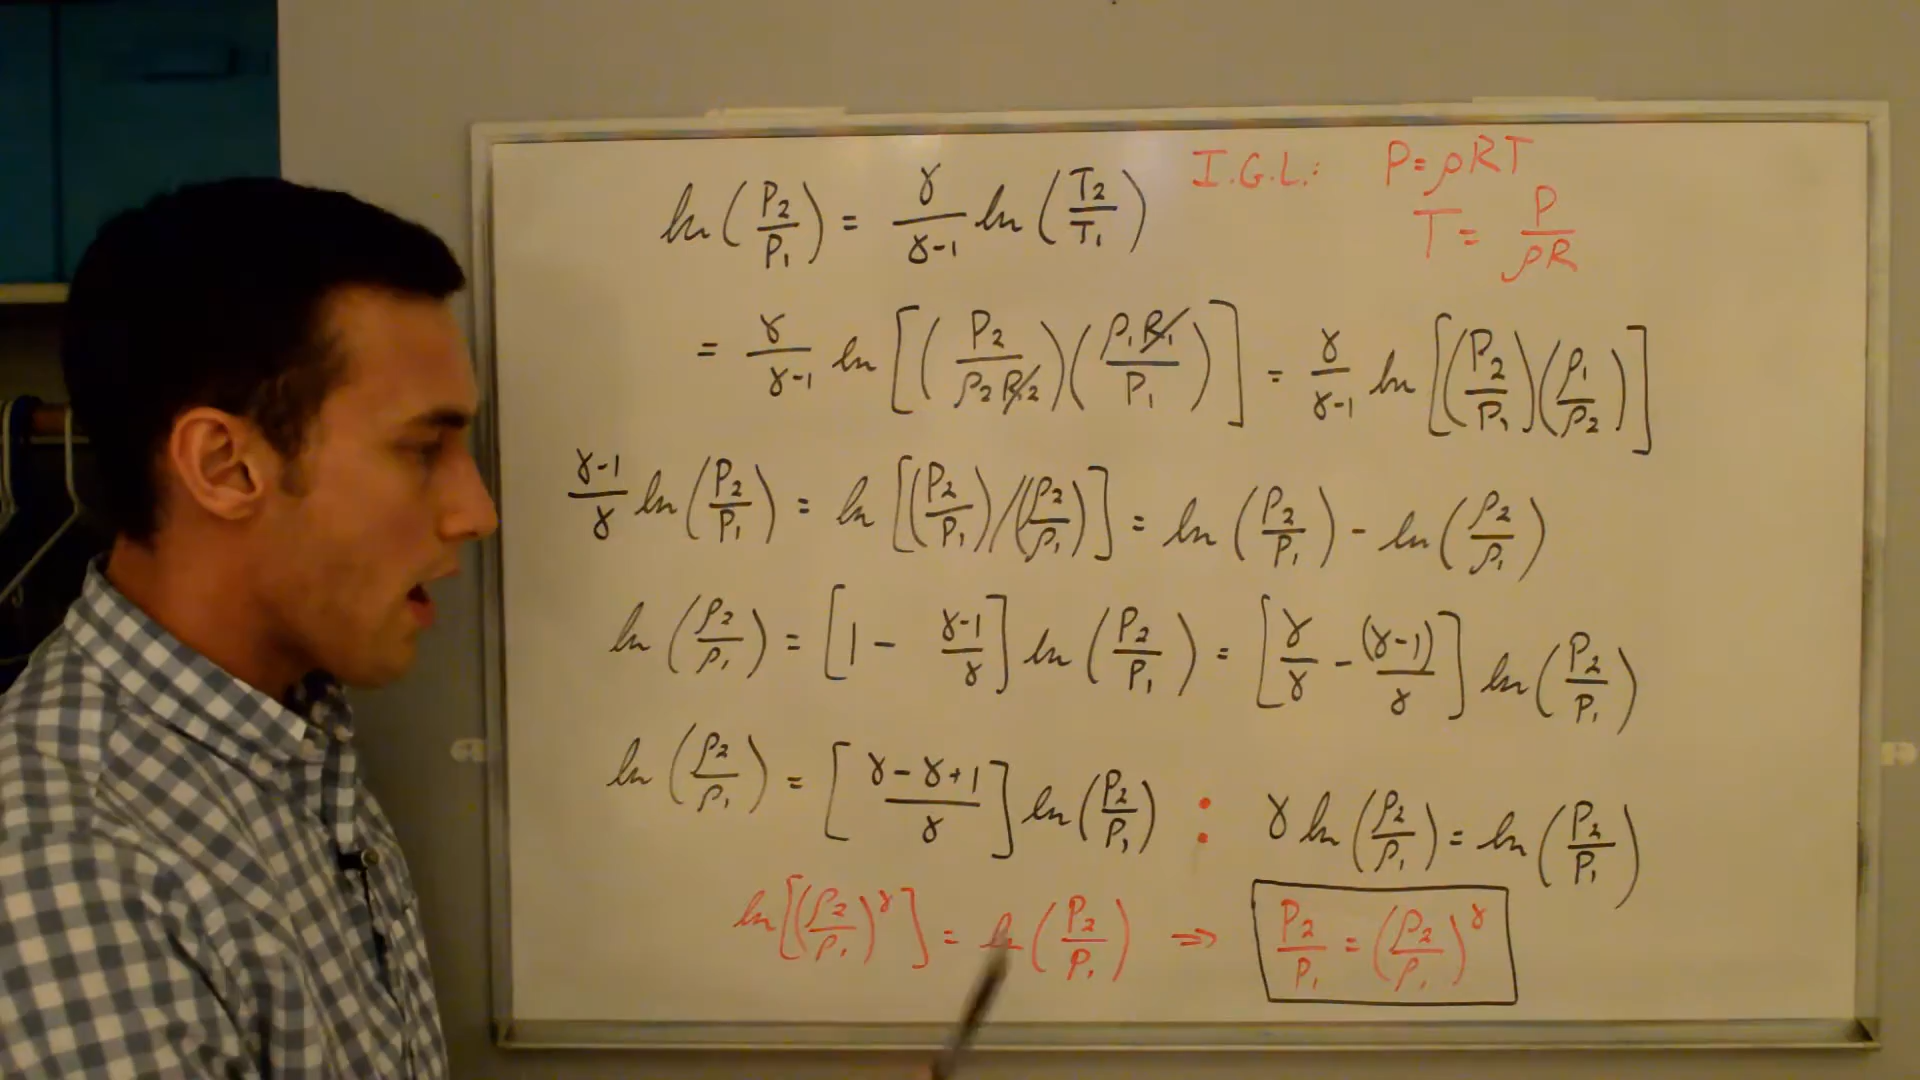 ln(P₂/P₁) = γ/(γ-1) ln(T₂/T₁)
I.G.L.: P=ρRT
T= P/(ρR)
= γ/(γ-1) ln[(P₂/(ρ₂R₂))(ρ₁R₁/P₁)] = γ/(γ-1) ln[(P₂/P₁)(ρ₁/ρ₂)]
(γ-1)/γ ln(P₂/P₁) = ln[(P₂/P₁)/(ρ₂/ρ₁)] = ln(P₂/P₁) - ln(ρ₂/ρ₁)
ln(ρ₂/ρ₁) = [1 - (γ-1)/γ] ln(P₂/P₁) = [γ/γ - (γ-1)/γ] ln(P₂/P₁)
ln(ρ₂/ρ₁) = [(γ-γ+1)/γ] ln(P₂/P₁) : γ ln(ρ₂/ρ₁) = ln(P₂/P₁)
ln[(ρ₂/ρ₁)^γ] = ln(P₂/P₁) ⇒ P₂/P₁ = (ρ₂/ρ₁)^γ